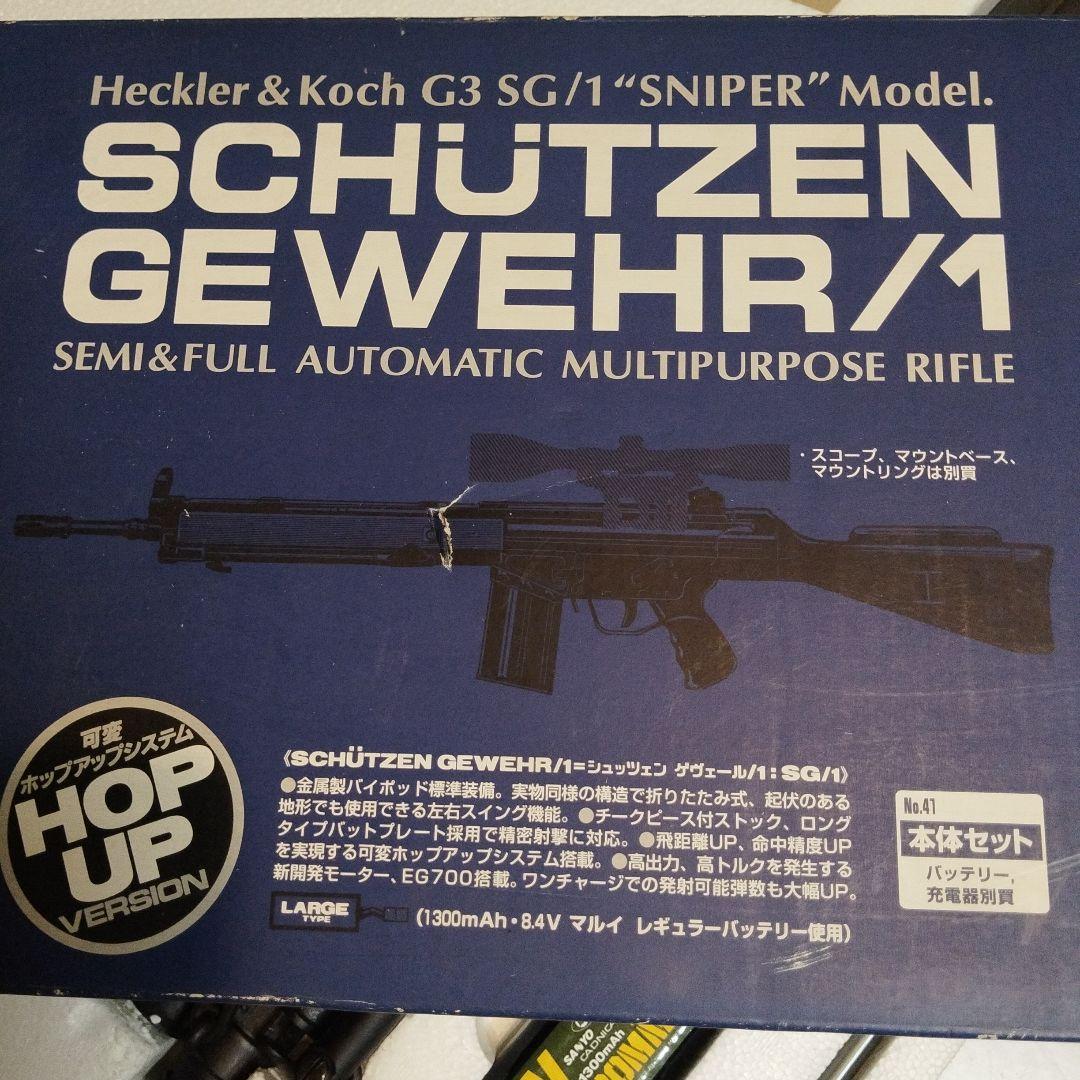 Heckler & Koch G3 SG/1 “SNIPER” Model.
SCHÜTZEN
GEWEHR/1
SEMI & FULL AUTOMATIC MULTIPURPOSE RIFLE
・スコープ、マウントベース、
マウントリングは別買
可変
ホップアップシステム
HOP
UP
VERSION
《SCHÜTZEN GEWEHR/1=シュッツェン ゲヴェール/1:SG/1》
●金属製バイポッド標準装備。実物同様の構造で折りたたみ式、起伏のある
地形でも使用できる左右スイング機能。●チークピース付ストック、ロング
タイプバットプレート採用で精密射撃に対応。●飛距離UP、命中精度UP
を実現する可変ホップアップシステム搭載。●高出力、高トルクを発生する
新開発モーター、EG700搭載。ワンチャージでの発射可能弾数も大幅UP。
LARGE
TYPE
(1300mAh・8.4V マルイ レギュラーバッテリー使用)
No.41
本体セット
バッテリー,
充電器別買
SANYO
CADNICA
1300mAh